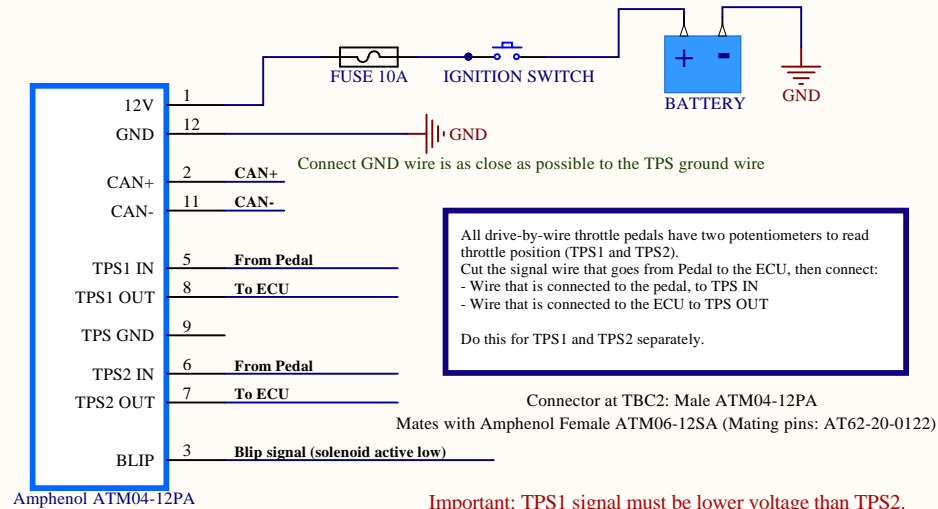 FUSE 10A
IGNITION SWITCH
+ -
BATTERY
GND
12V 1
GND 12
GND
Connect GND wire is as close as possible to the TPS ground wire
CAN+ 2 CAN+
CAN- 11 CAN-
TPS1 IN 5 From Pedal
TPS1 OUT 8 To ECU
TPS GND 9
TPS2 IN 6 From Pedal
TPS2 OUT 7 To ECU
BLIP 3 Blip signal (solenoid active low)
Amphenol ATM04-12PA
All drive-by-wire throttle pedals have two potentiometers to read
throttle position (TPS1 and TPS2).
Cut the signal wire that goes from Pedal to the ECU, then connect:
- Wire that is connected to the pedal, to TPS IN
- Wire that is connected to the ECU to TPS OUT
Do this for TPS1 and TPS2 separately.
Connector at TBC2: Male ATM04-12PA
Mates with Amphenol Female ATM06-12SA (Mating pins: AT62-20-0122)
Important: TPS1 signal must be lower voltage than TPS2.